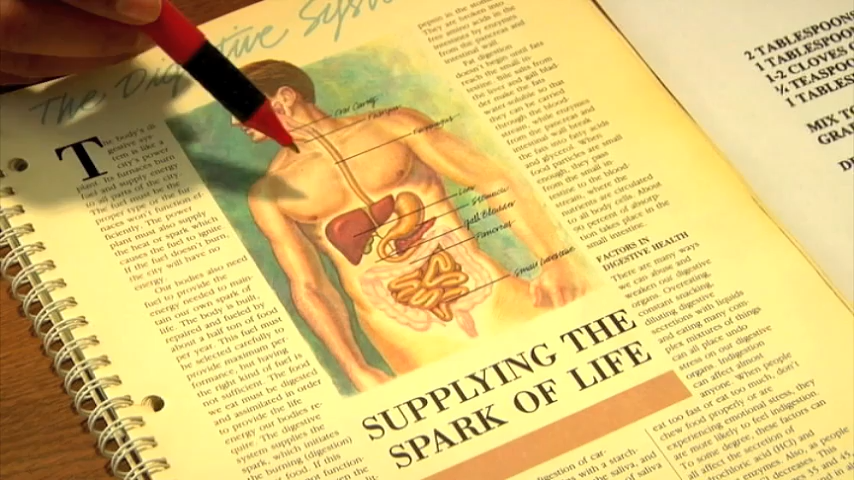 The Digestive Syst
The body's di
gestive sys-
tem is like a
city's power
plant. Its furnaces burn
fuel and supply energy
to all parts of the city.
The fuel must be the
proper type or the fur
naces won't function ef
ficiently. The power
plant must also supply
the heat or spark which
causes the fuel to ignite.
If the fuel doesn't burn,
the city will have no
energy.
Our bodies also need
fuel to provide the
energy needed to main
tain our own spark of
life. The body is built,
repaired and fueled by
about a half ton of food
per year. This fuel must
be selected carefully to
provide maximum per
formance, but having
the right kind of fuel is
not sufficient. The food
we eat must be digested
and assimilated in order
to provide the life
energy our bodies re-
quire. The digestive
system supplies the
spark, which initiates
the burning (digestion)
of food. If this
Oral Cavity
Pharynx
Esophagus
Liver
Stomach
Gall Bladder
Pancreas
Small Intestine
SUPPLYING THE
SPARK OF LIFE
pepsin in the
They are broken into
free amino acids in the
intestine by enzymes
from the pancreas and
intestinal wall.
Fat digestion
doesn't begin until fats
reach the small in-
testine. Bile salts from
the liver and gall blad-
der make the fats
water soluble so that
they can be carried
through the blood-
stream, while enzymes
from the pancreas and
intestinal wall break
the fats into fatty acids
and glycerol. When
food particles are small
enough, they pass
from the small in-
testine to the blood-
stream, where the
nutrients are circulated
to all body cells. About
90 percent of absorp-
tion takes place in the
small intestine.
FACTORS IN
DIGESTIVE HEALTH
There are many ways
we can abuse and
weaken our digestive
organs. Overeating,
constant snacking,
diluting digestive
secretions with liquids
and eating many com-
plex mixtures of things
can all place undo
stress on our digestive
organs. Indigestion
can affect almost
anyone. When people
eat too fast or eat too much, don't
chew food properly or are
experiencing emotional stress, they
are more likely to feel indigestion.
To some degree, these factors can
all affect the secretion of
hydrochloric acid (HCl) and
enzymes. Also, as people
2 TABLESPOONS
1 TABLESPOO
1-2 CLOVES
¼ TEASPOO
1 TABLES
MIX TO
GRA